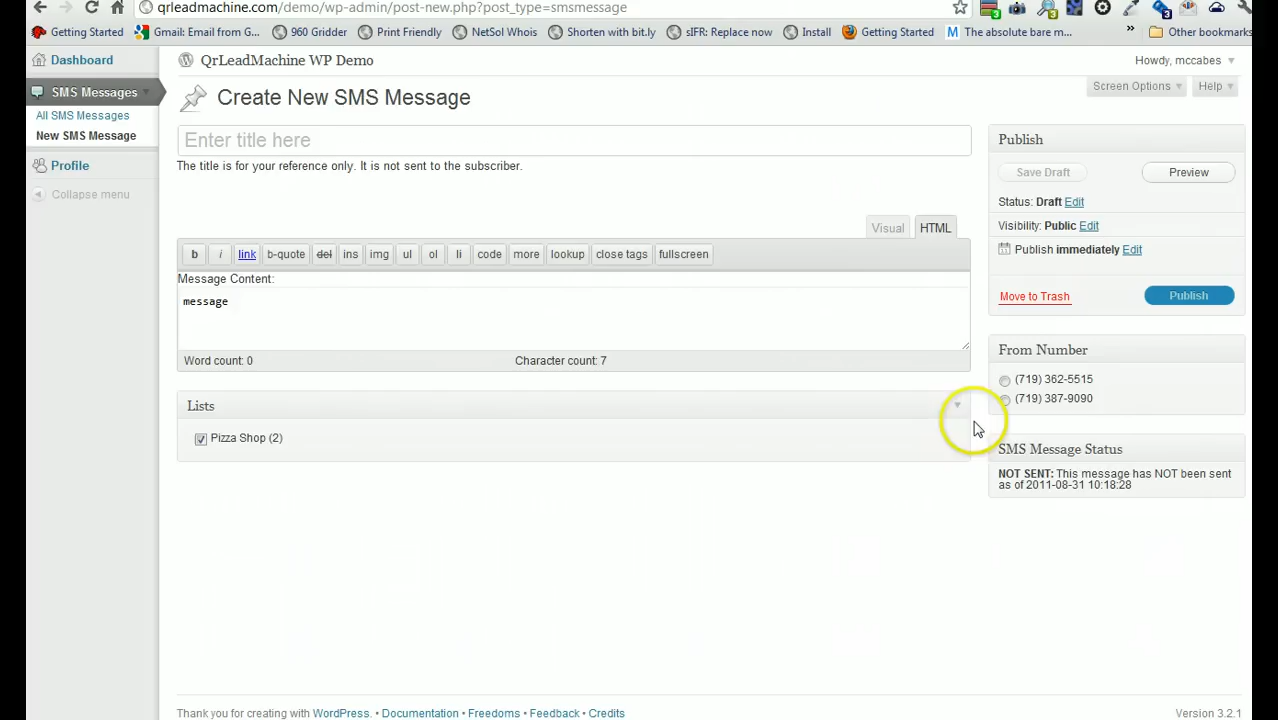 qrleadmachine.com/demo/wp-admin/post-new.php?post_type=smsmessage
Getting Started Gmail: Email from G... 960 Gridder Print Friendly NetSol Whois Shorten with bit.ly sIFR: Replace now Install Getting Started The absolute bare m... » Other bookmarks
Dashboard
QrLeadMachine WP Demo
Howdy, mccabes
SMS Messages
All SMS Messages
New SMS Message
Profile
Collapse menu
Screen Options
Help
Create New SMS Message
Enter title here
The title is for your reference only. It is not sent to the subscriber.
Visual HTML
b i link b-quote del ins img ul ol li code more lookup close tags fullscreen
Message Content:
message
Word count: 0
Character count: 7
Lists
Pizza Shop (2)
Publish
Save Draft Preview
Status: Draft Edit
Visibility: Public Edit
Publish immediately Edit
Move to Trash Publish
From Number
(719) 362-5515
(719) 387-9090
SMS Message Status
NOT SENT: This message has NOT been sent
as of 2011-08-31 10:18:28
Thank you for creating with WordPress. • Documentation • Freedoms • Feedback • Credits
Version 3.2.1